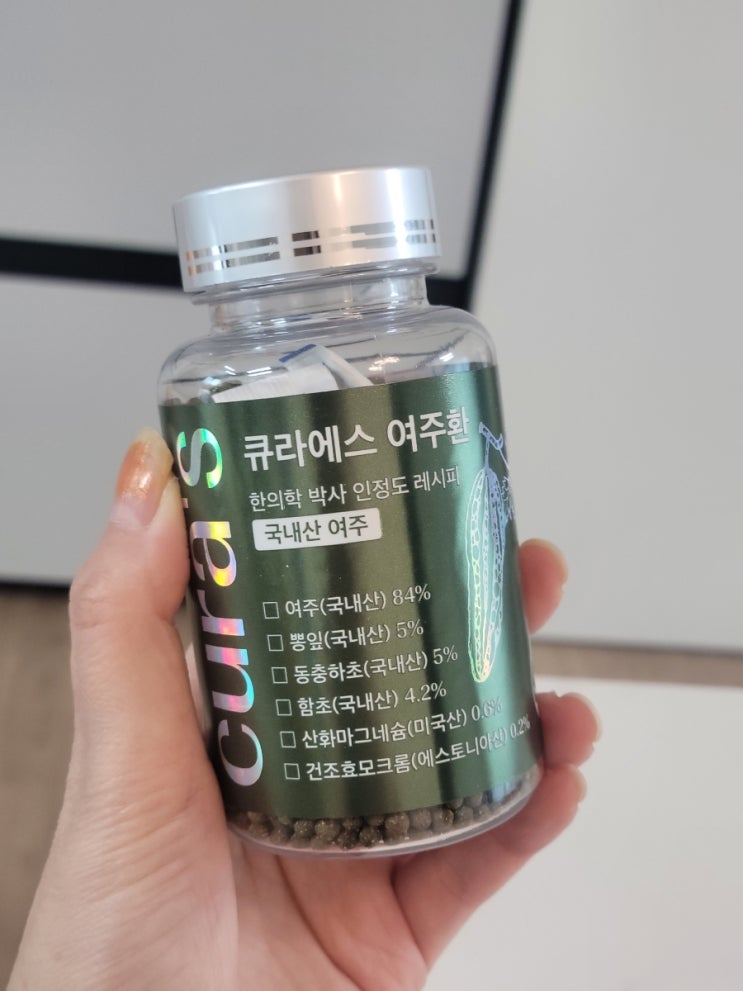 cura's
큐라에스 여주환
한의학 박사 인정도 레시피
국내산 여주
□ 여주(국내산) 84%
□ 뽕잎(국내산) 5%
□ 동충하초(국내산) 5%
□ 함초(국내산) 4.2%
□ 산화마그네슘(미국산) 0.6%
□ 건조효모크롬(에스토니아산) 0.2%